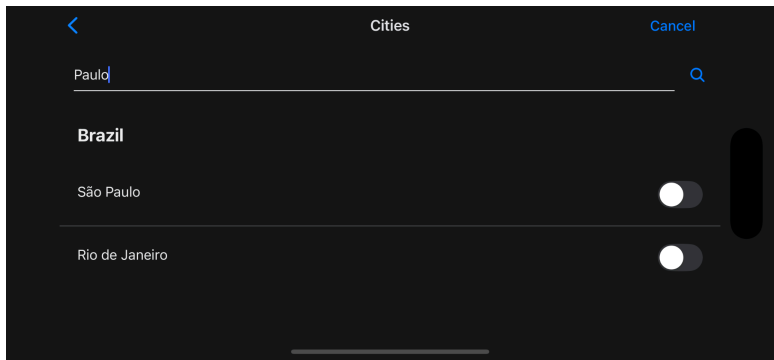 Cities
Cancel
Paulo
Brazil
São Paulo
Rio de Janeiro